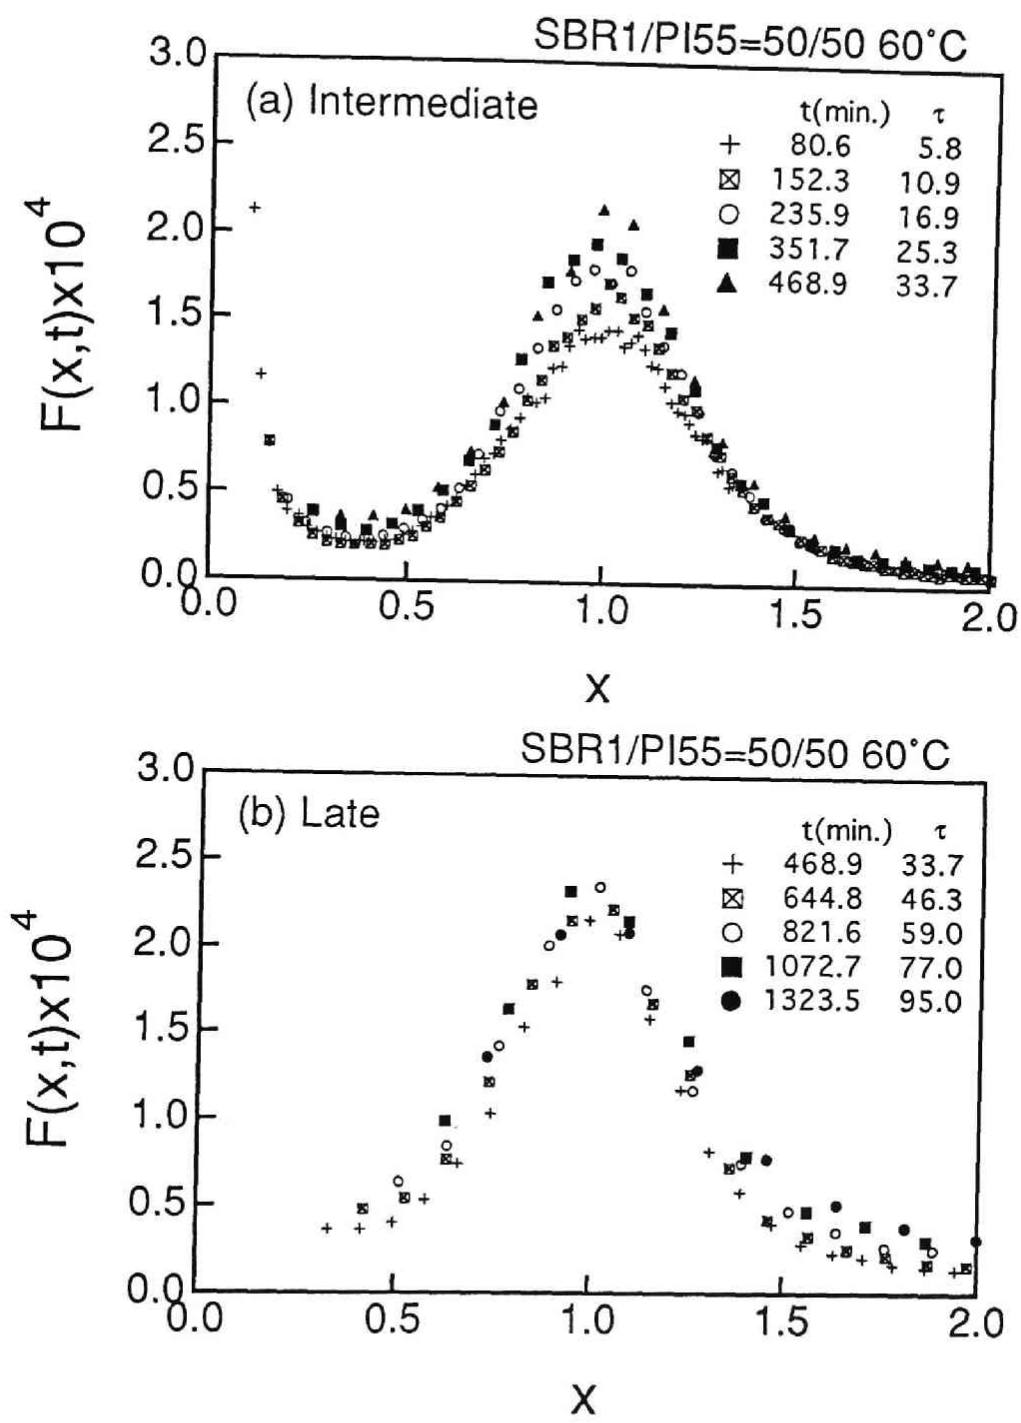 SBR1/PI55=50/50 60°C
3.0
(a) Intermediate
t(min.) τ
2.5
+ 80.6 5.8
⊠ 152.3 10.9
2.0
○ 235.9 16.9
■ 351.7 25.3
▲ 468.9 33.7
1.5
F(x,t)x10⁴
1.0
0.5
0.0
0.0 0.5 1.0 1.5 2.0
X
SBR1/PI55=50/50 60°C
3.0
(b) Late
t(min.) τ
2.5
+ 468.9 33.7
⊠ 644.8 46.3
○ 821.6 59.0
2.0
■ 1072.7 77.0
● 1323.5 95.0
1.5
F(x,t)x10⁴
1.0
0.5
0.0
0.0 0.5 1.0 1.5 2.0
X